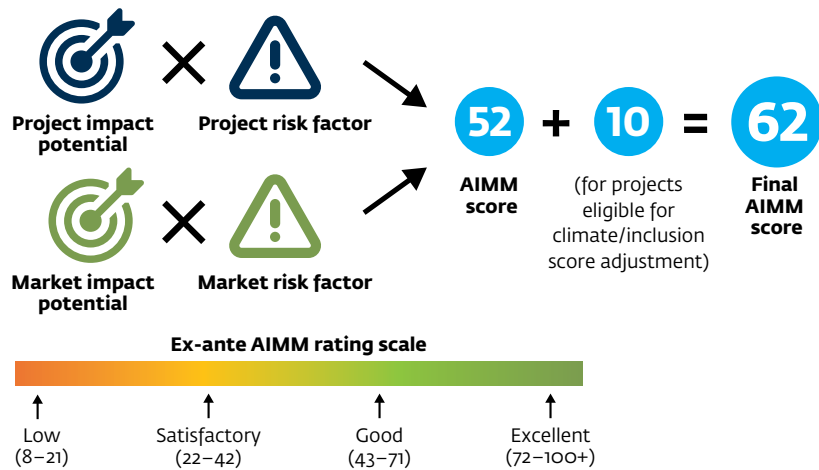 Project impact
potential
Project risk factor
Market impact
potential
Market risk factor
52 + 10 = 62
AIMM
score
(for projects
eligible for
climate/inclusion
score adjustment)
Final
AIMM
score
Ex-ante AIMM rating scale
Low
(8–21)
Satisfactory
(22–42)
Good
(43–71)
Excellent
(72–100+)